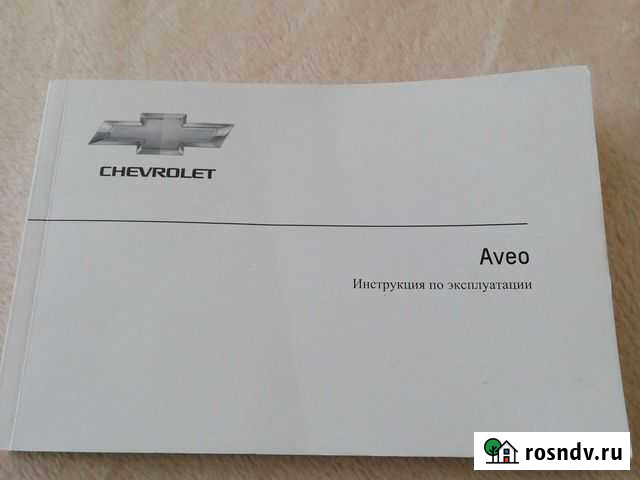 CHEVROLET
Aveo
Инструкция по эксплуатации
rosndv.ru